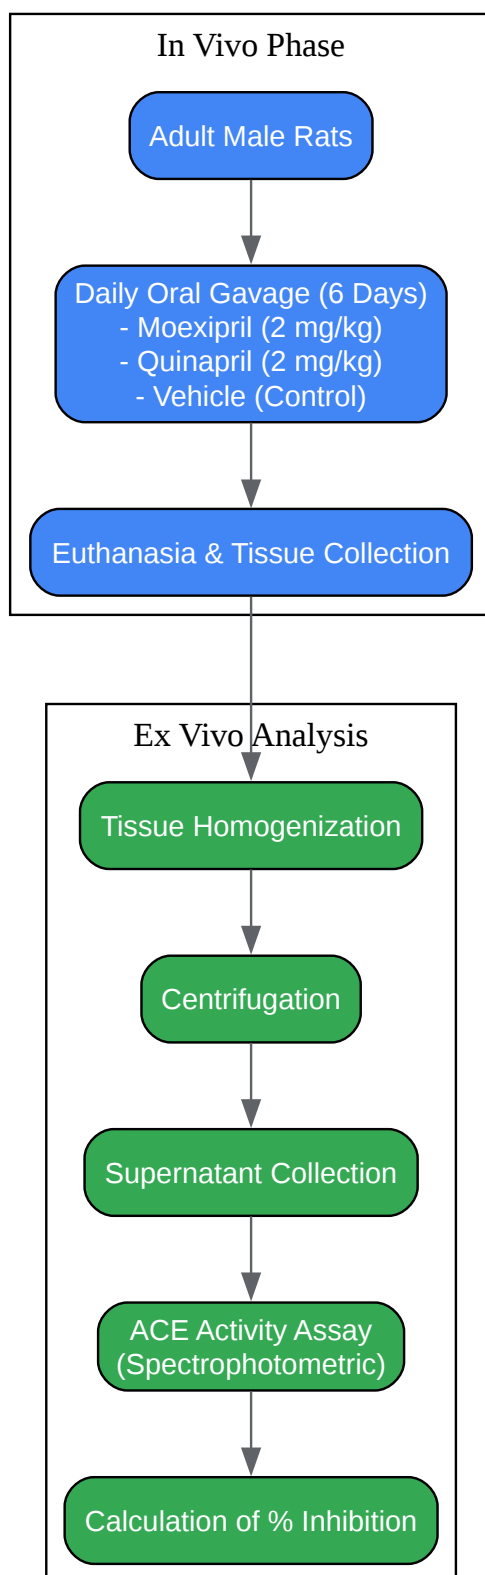 In Vivo Phase
Adult Male Rats
Daily Oral Gavage (6 Days)
- Moexipril (2 mg/kg)
- Quinapril (2 mg/kg)
- Vehicle (Control)
Euthanasia & Tissue Collection
Ex Vivo Analysis
Tissue Homogenization
Centrifugation
Supernatant Collection
ACE Activity Assay
(Spectrophotometric)
Calculation of % Inhibition